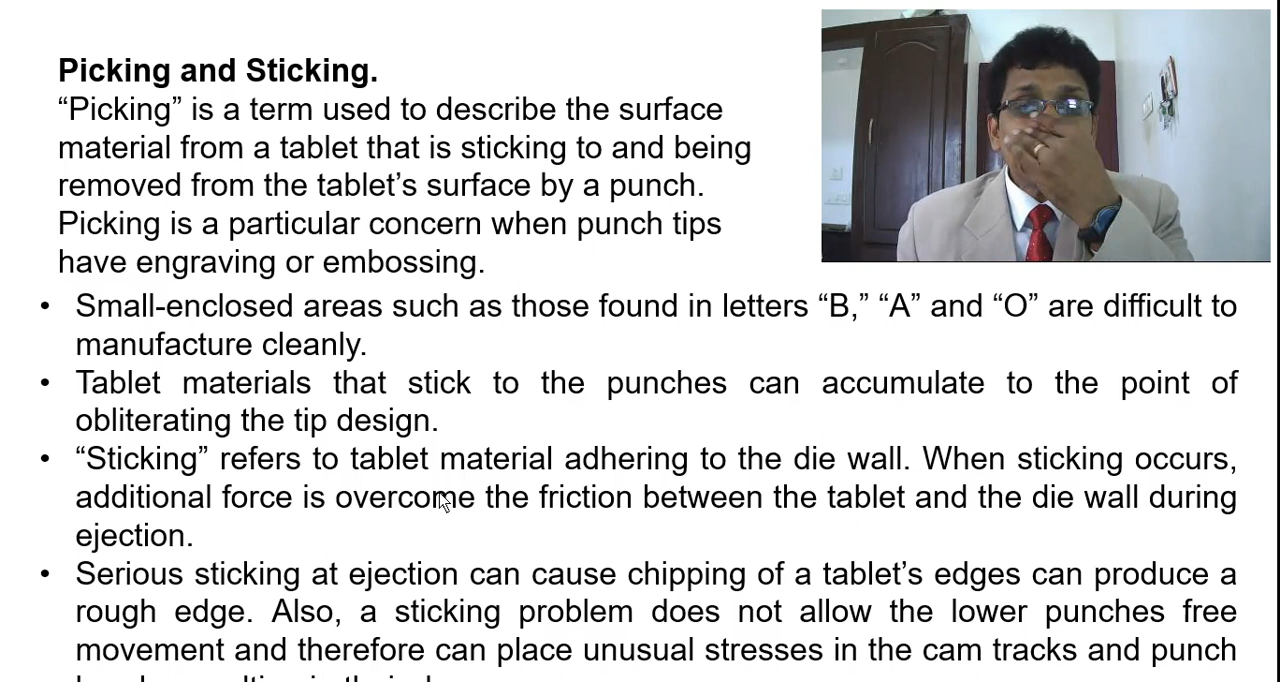 Picking and Sticking.
“Picking” is a term used to describe the surface
material from a tablet that is sticking to and being
removed from the tablet’s surface by a punch.
Picking is a particular concern when punch tips
have engraving or embossing.
• Small-enclosed areas such as those found in letters “B,” “A” and “O” are difficult to
manufacture cleanly.
• Tablet materials that stick to the punches can accumulate to the point of
obliterating the tip design.
• “Sticking” refers to tablet material adhering to the die wall. When sticking occurs,
additional force is overcome the friction between the tablet and the die wall during
ejection.
• Serious sticking at ejection can cause chipping of a tablet’s edges can produce a
rough edge. Also, a sticking problem does not allow the lower punches free
movement and therefore can place unusual stresses in the cam tracks and punch